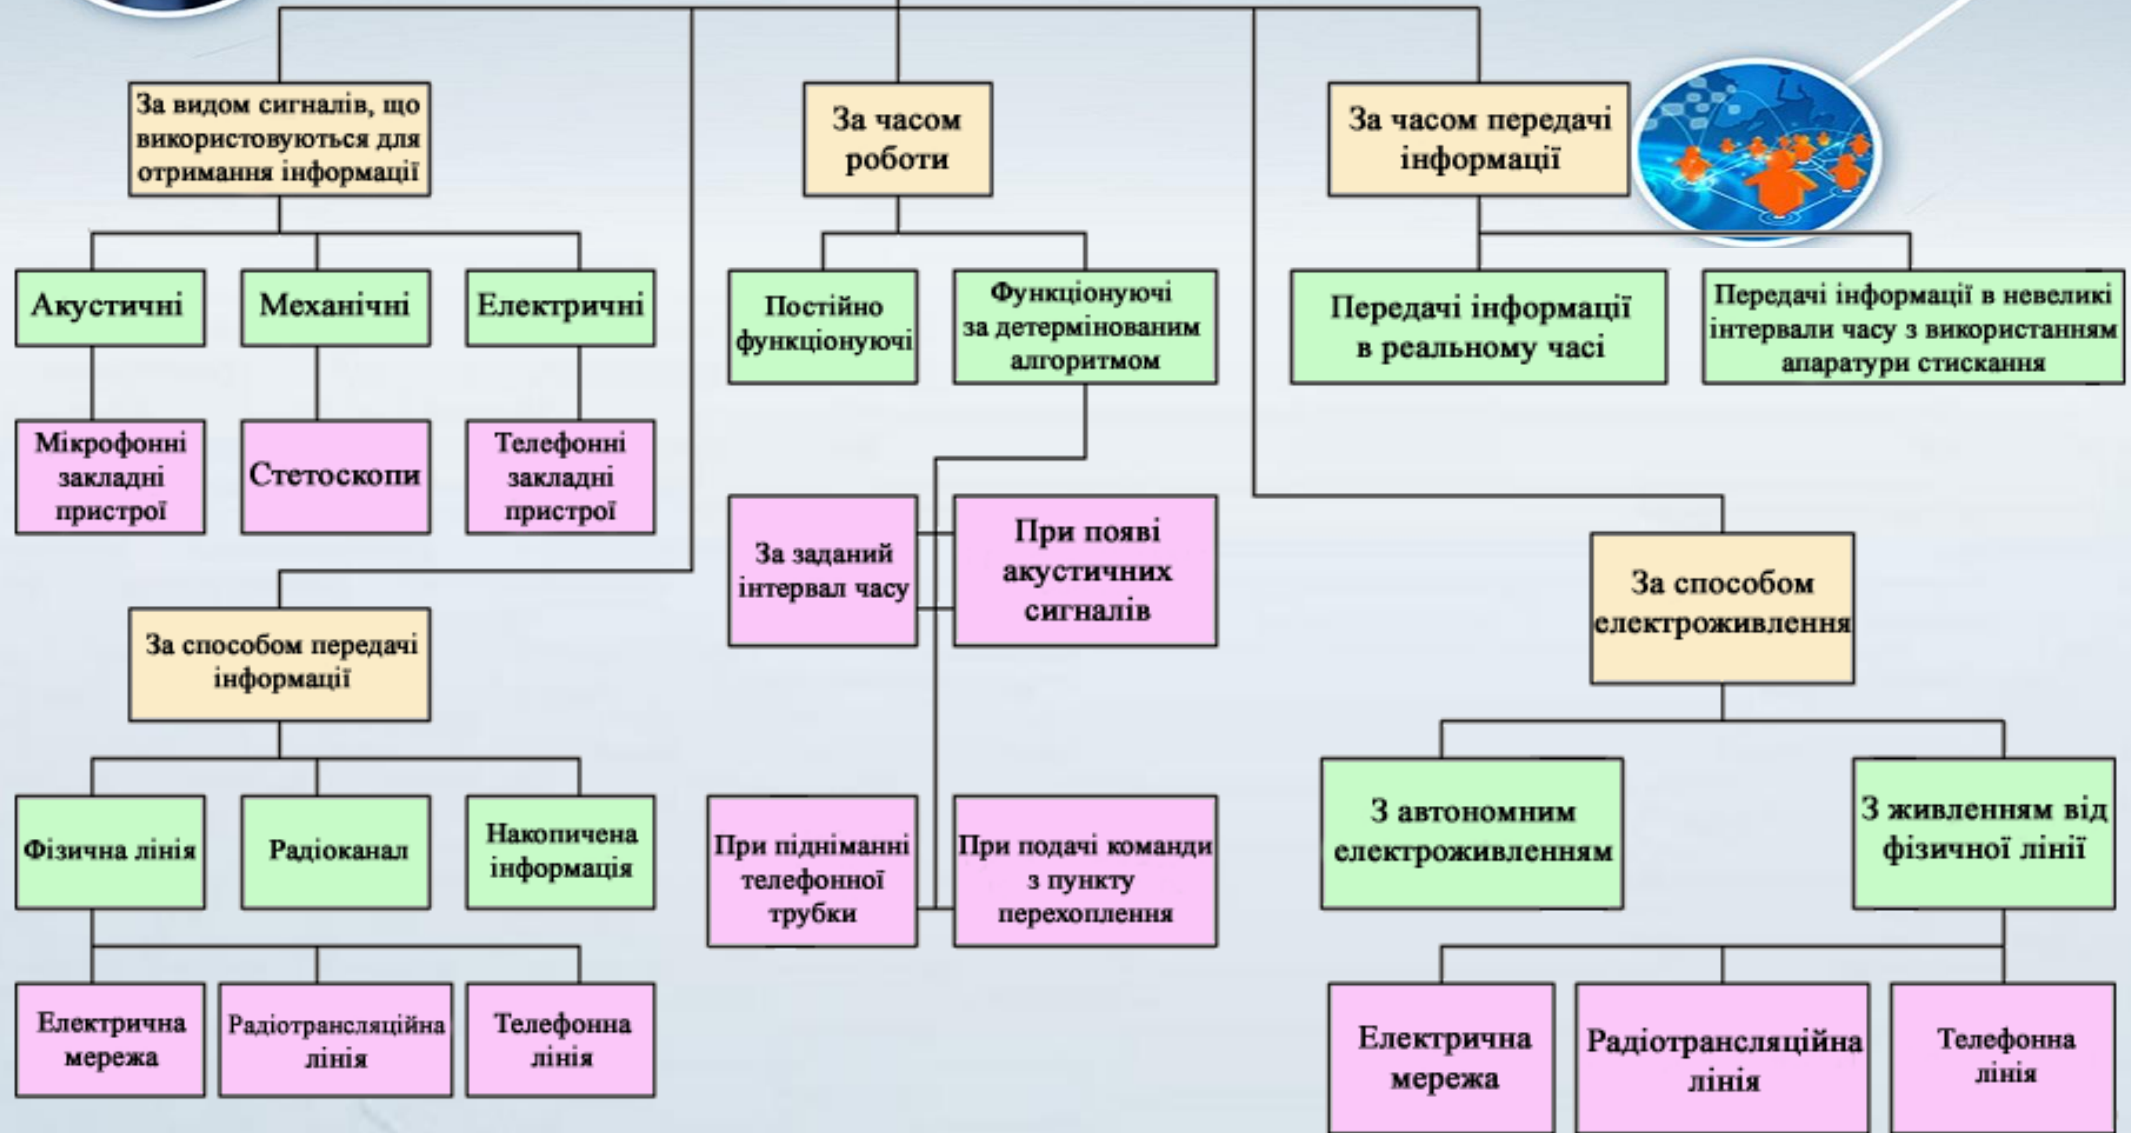 За видом сигналів, що
використовуються для
отримання інформації
За часом
роботи
За часом передачі
інформації
Акустичні
Механічні
Електричні
Постійно
функціонуючі
Функціонуючі
за детермінованим
алгоритмом
Передачі інформації
в реальному часі
Передачі інформації в невеликі
інтервали часу з використанням
апаратури стискання
Мікрофонні
закладні
пристрої
Стетоскопи
Телефонні
закладні
пристрої
За заданий
інтервал часу
При появі
акустичних
сигналів
За способом
електроживлення
За способом передачі
інформації
Фізична лінія
Радіоканал
Накопичена
інформація
При підніманні
телефонної
трубки
При подачі команди
з пункту
перехоплення
З автономним
електроживленням
З живленням від
фізичної лінії
Електрична
мережа
Радіотрансляційна
лінія
Телефонна
лінія
Електрична
мережа
Радіотрансляційна
лінія
Телефонна
лінія